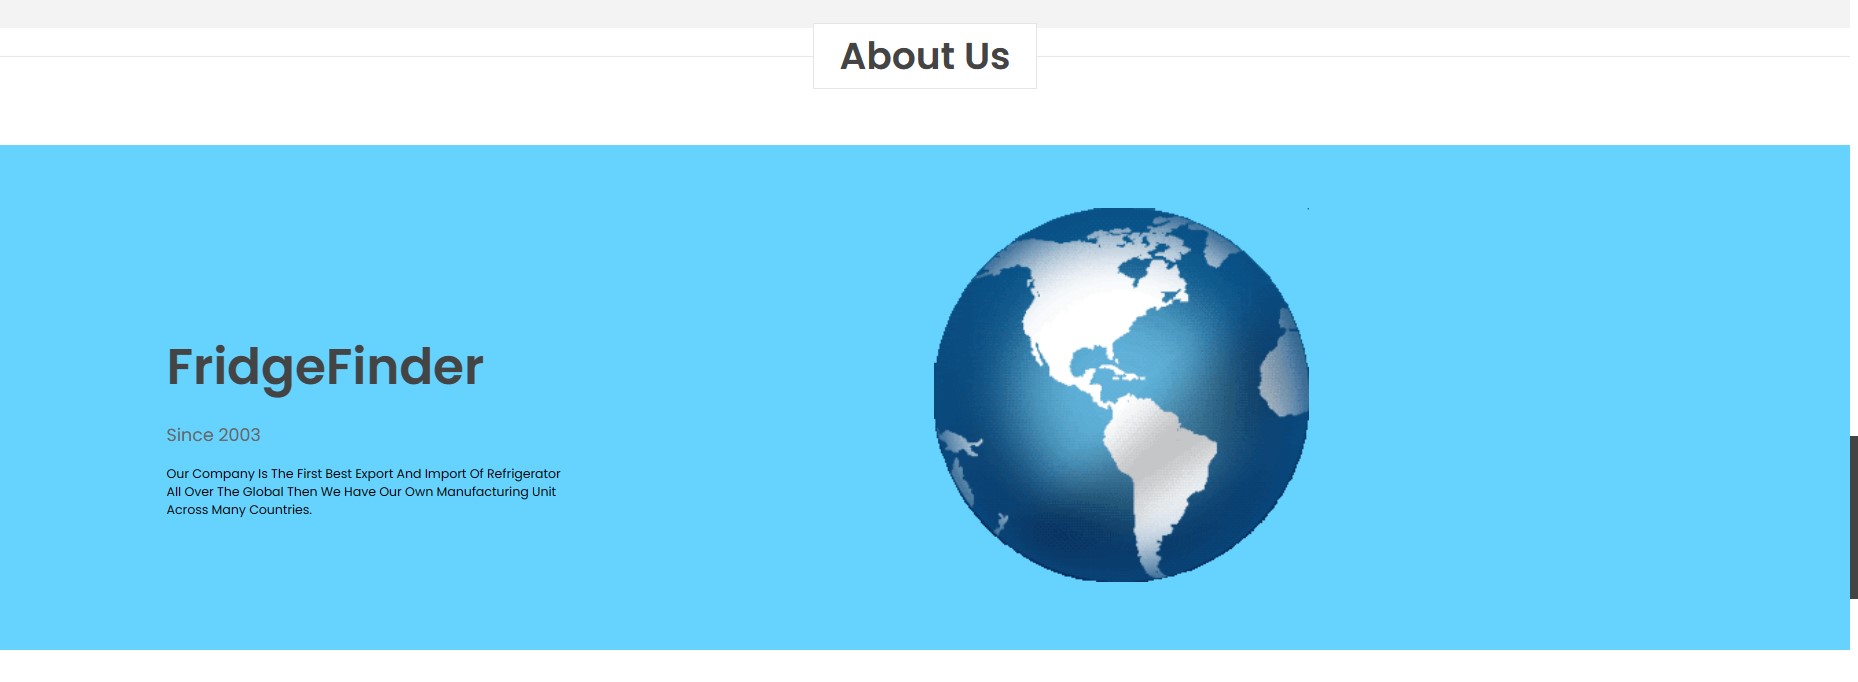 About Us
FridgeFinder
Since 2003
Our Company Is The First Best Export And Import Of Refrigerator
All Over The Global Then We Have Our Own Manufacturing Unit
Across Many Countries.